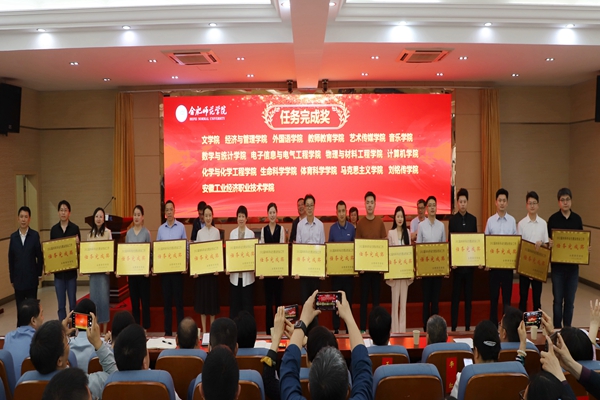 合肥师范学院
HEFEI NORMAL UNIVERSITY
任务完成奖
文学院 经济与管理学院 外国语学院 教师教育学院 艺术传媒学院 音乐学院
数学与统计学院 电子信息与电气工程学院 物理与材料工程学院 计算机学院
化学与化学工程学院 生命科学学院 体育科学学院 马克思主义学院 刘铭传学院
安徽工业经济职业技术学院